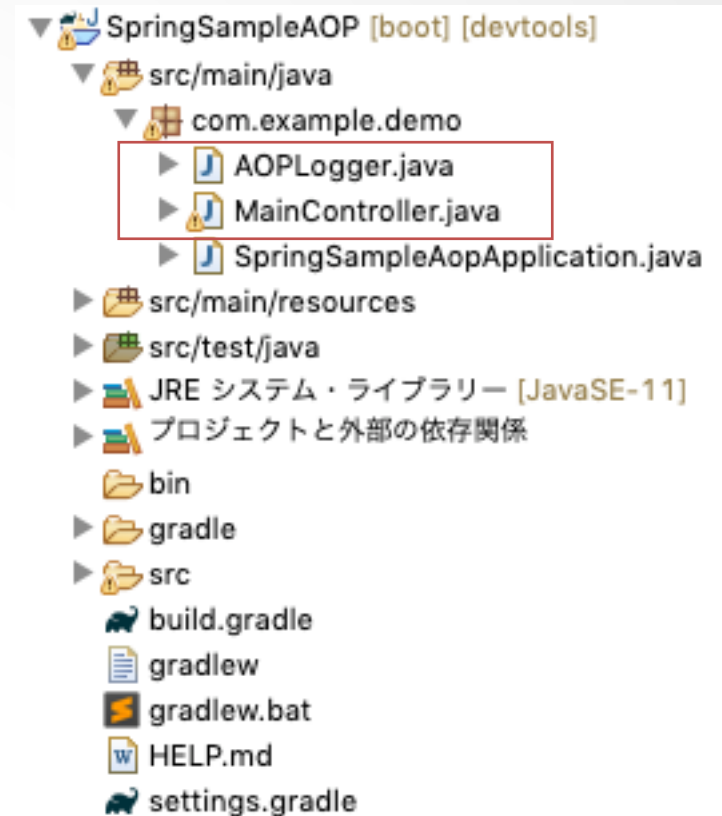 SpringSampleAOP [boot] [devtools]
src/main/java
com.example.demo
AOPLogger.java
MainController.java
SpringSampleAopApplication.java
src/main/resources
src/test/java
JRE システム・ライブラリー [JavaSE-11]
プロジェクトと外部の依存関係
bin
gradle
src
build.gradle
gradlew
gradlew.bat
HELP.md
settings.gradle